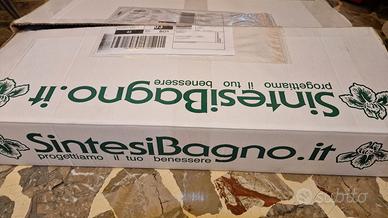 SintesiBagno.it
progettiamo il tuo benessere
SintesiBagno.it
progettiamo il tuo benessere
subito